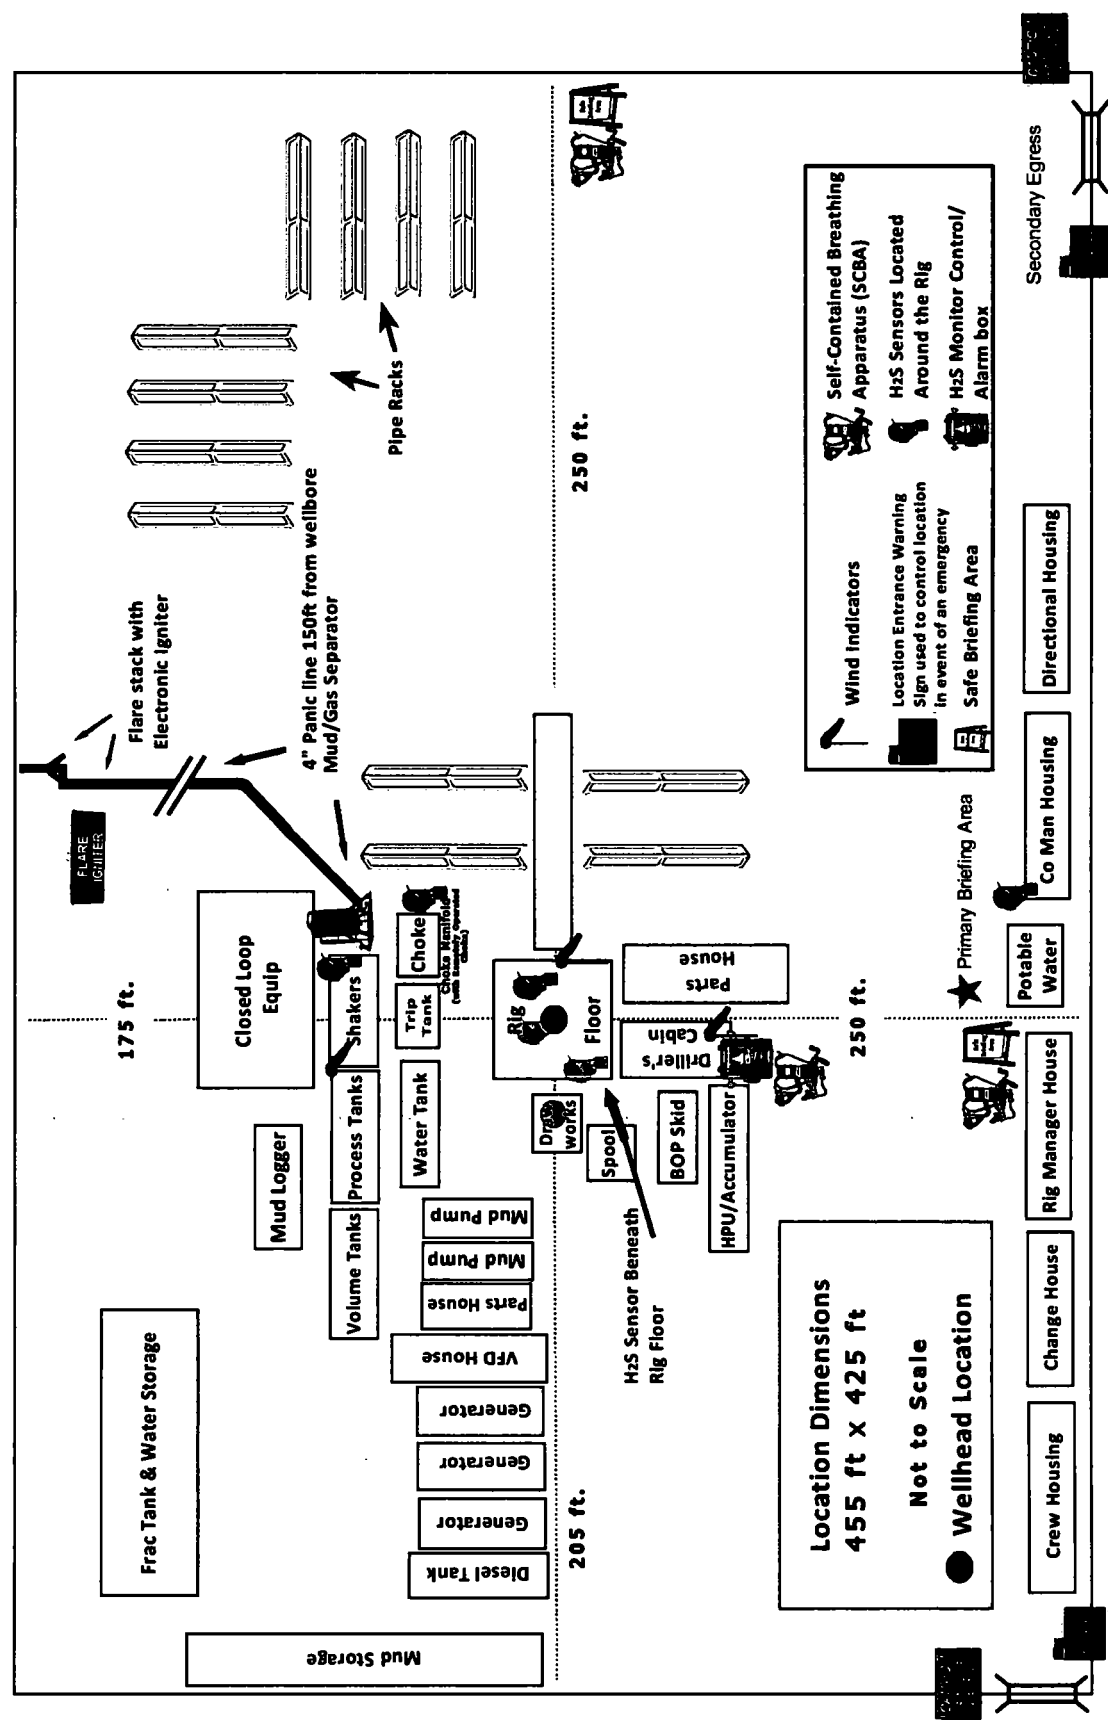 175 ft.
Flare stack with
Electronic Igniter
4" Panic line 150ft from wellbore
Mud/Gas Separator
FLARE
IGNITER
Pipe Racks
Frac Tank & Water Storage
Mud Logger
Closed Loop
Equip
Volume Tanks
Process Tanks
Shakers
Mud Storage
Diesel Tank
Generator
Generator
Generator
VFD House
Parts House
Mud Pump
Mud Pump
Water Tank
Trip
Tank
Choke
Choke Manifold
(with Remotely Operated
Choke)
205 ft.
250 ft.
Draw
works
Rig
Floor
Spool
H2S Sensor Beneath
Rig Floor
BOP Skid
HPU/Accumulator
Driller's
Cabin
Parts
House
250 ft.
Location Dimensions
455 ft x 425 ft
Not to Scale
Wellhead Location
Wind Indicators
Location Entrance Warning
Sign used to control location
in event of an emergency
Safe Briefing Area
Self-Contained Breathing
Apparatus (SCBA)
H2S Sensors Located
Around the Rig
H2S Monitor Control/
Alarm box
Primary Briefing Area
Secondary Egress
Crew Housing
Change House
Rig Manager House
Potable
Water
Co Man Housing
Directional Housing